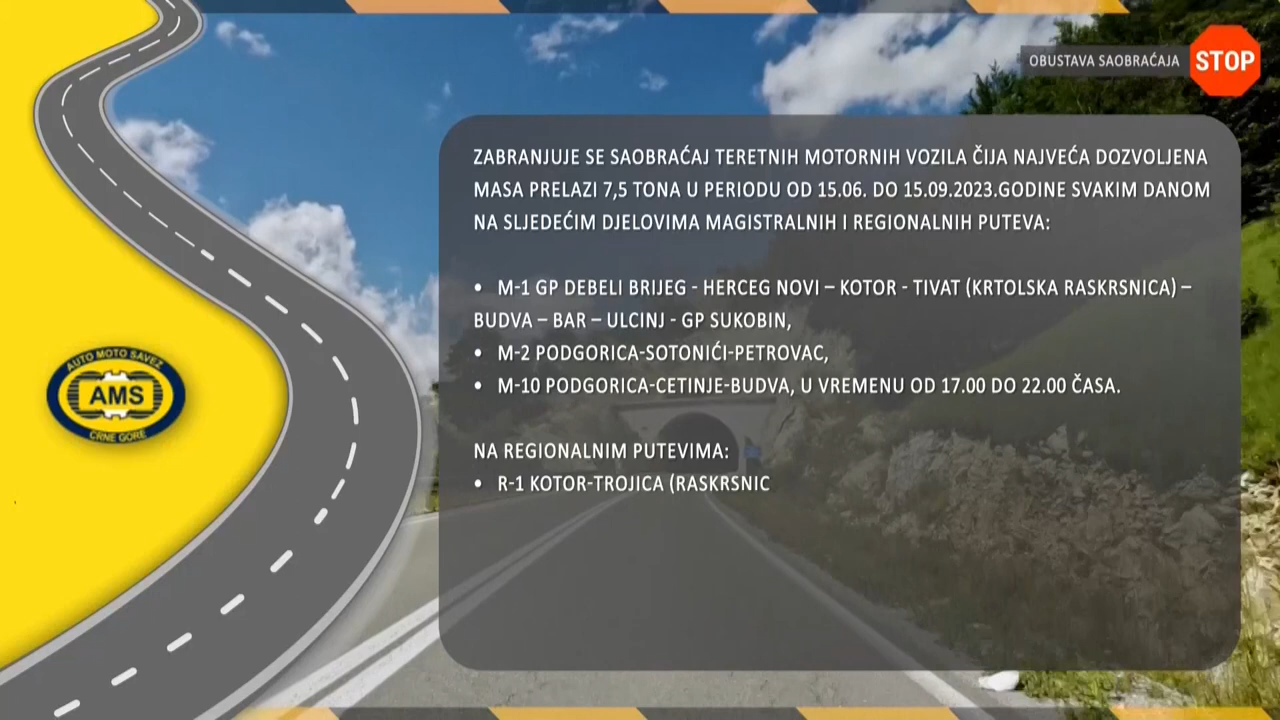 OBUSTAVA SAOBRAĆAJA
STOP
ZABRANJUJE SE SAOBRAĆAJ TERETNIH MOTORNIH VOZILA ČIJA NAJVEĆA DOZVOLJENA
MASA PRELAZI 7,5 TONA U PERIODU OD 15.06. DO 15.09.2023.GODINE SVAKIM DANOM
NA SLJEDEĆIM DJELOVIMA MAGISTRALNIH I REGIONALNIH PUTEVA:
• M-1 GP DEBELI BRIJEG - HERCEG NOVI – KOTOR - TIVAT (KRTOLSKA RASKRSNICA) –
BUDVA – BAR – ULCINJ - GP SUKOBIN,
• M-2 PODGORICA-SOTONIĆI-PETROVAC,
• M-10 PODGORICA-CETINJE-BUDVA, U VREMENU OD 17.00 DO 22.00 ČASA.
NA REGIONALNIM PUTEVIMA:
• R-1 KOTOR-TROJICA (RASKRSNIC
AUTO MOTO SAVEZ
AMS
CRNE GORE